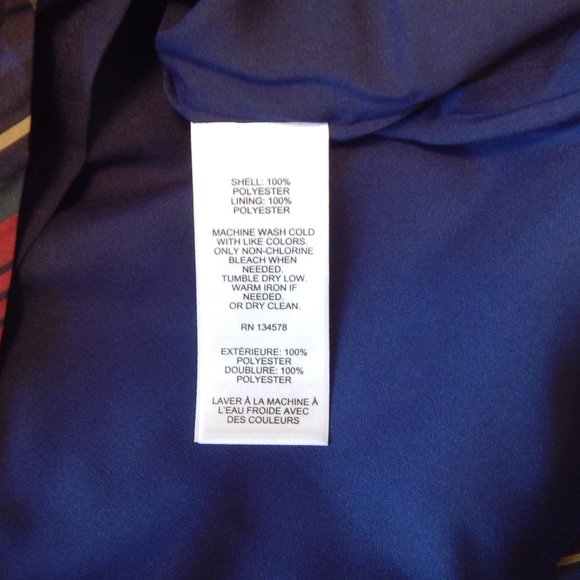 SHELL: 100%
POLYESTER
LINING: 100%
POLYESTER
MACHINE WASH COLD
WITH LIKE COLORS.
ONLY NON-CHLORINE
BLEACH WHEN
NEEDED.
TUMBLE DRY LOW.
WARM IRON IF
NEEDED.
OR DRY CLEAN.
RN 134578
EXTÉRIEURE: 100%
POLYESTER
DOUBLURE: 100%
POLYESTER
LAVER À LA MACHINE À
L'EAU FROIDE AVEC
DES COULEURS